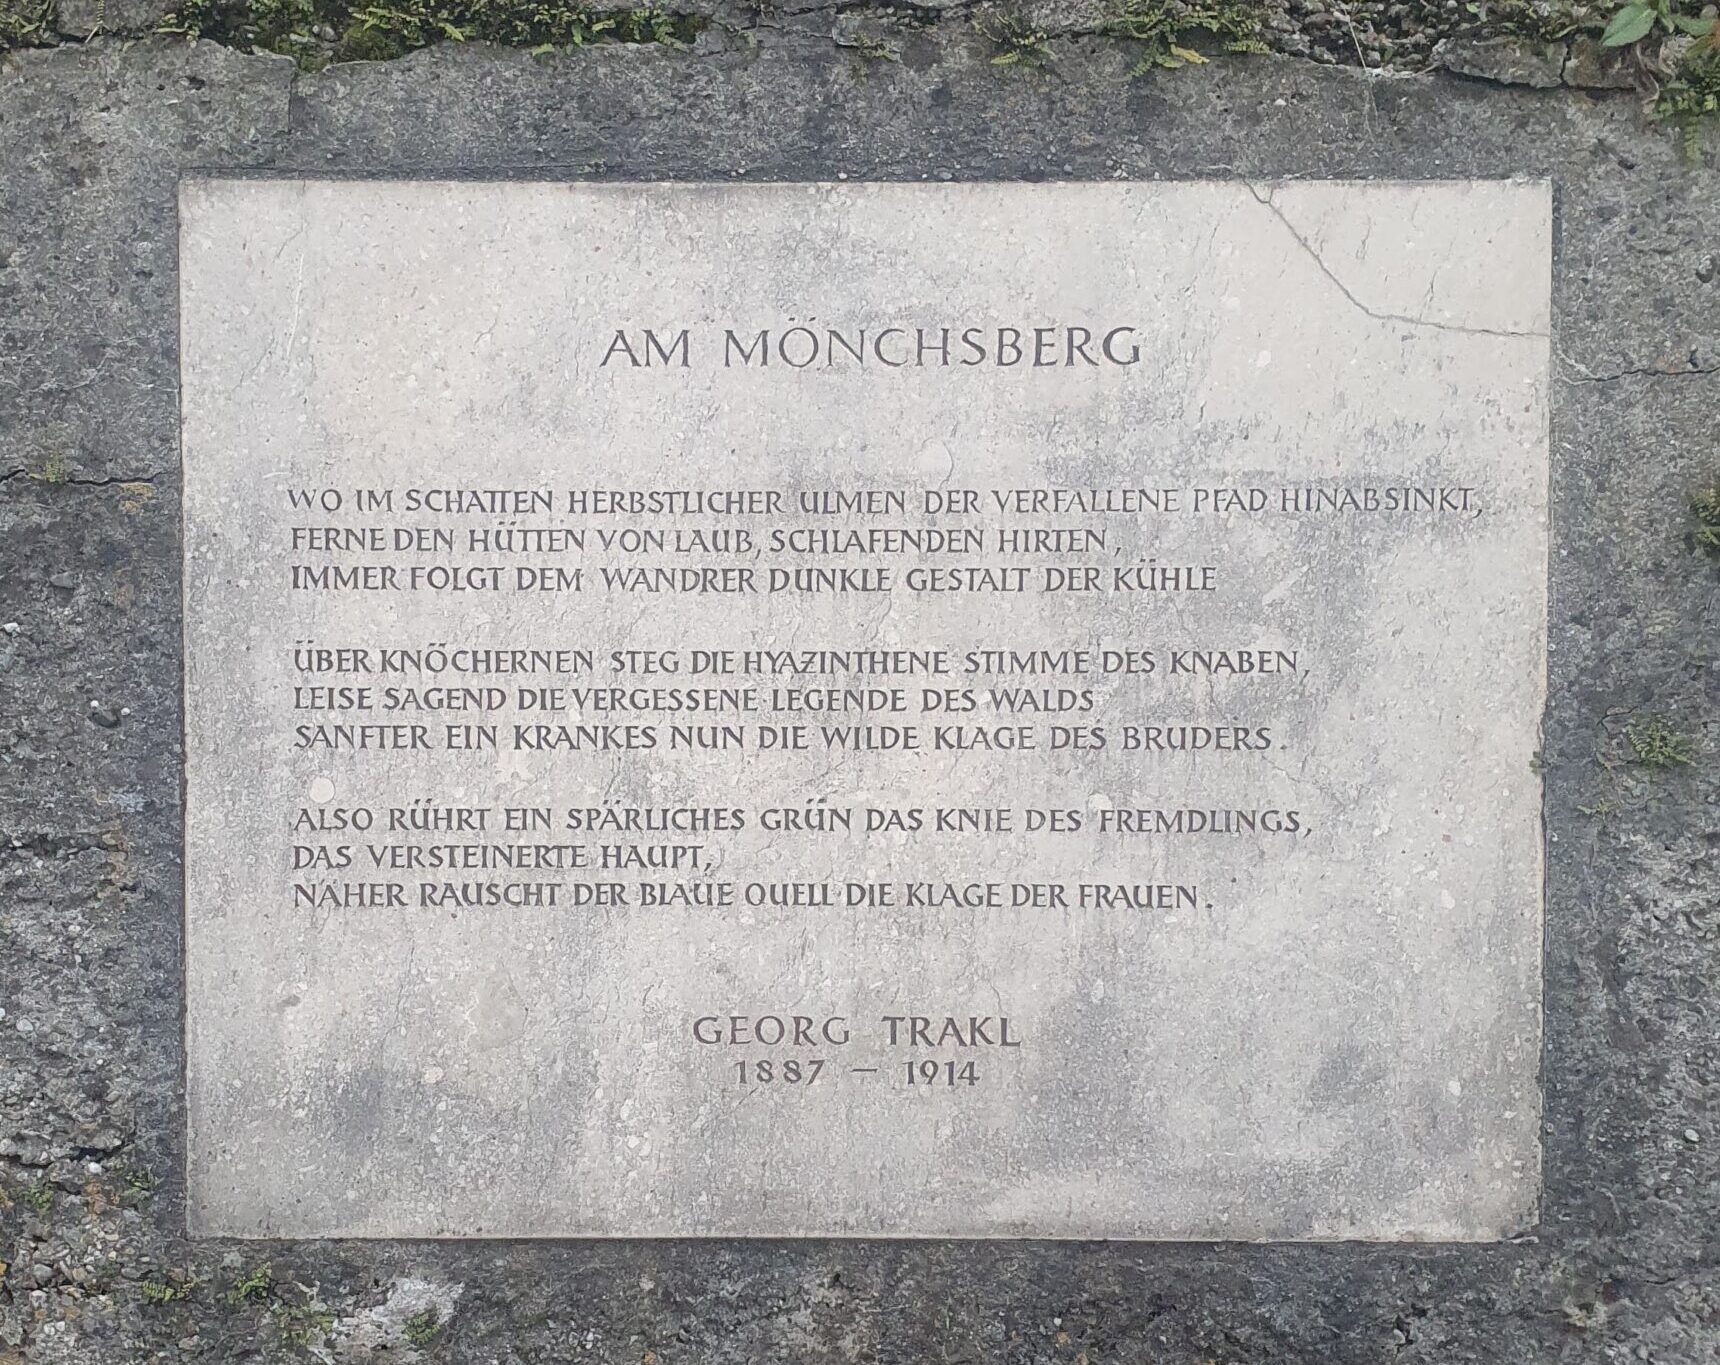 AM MÖNCHSBERG
WO IM SCHATTEN HERBSTLICHER ULMEN DER VERFALLENE PFAD HINABSINKT,
FERNE DEN HÜTTEN VON LAUB, SCHLAFENDEN HIRTEN,
IMMER FOLGT DEM WANDRER DUNKLE GESTALT DER KÜHLE
ÜBER KNÖCHERNEN STEG DIE HYAZINTHENE STIMME DES KNABEN,
LEISE SAGEND DIE VERGESSENE LEGENDE DES WALDS
SANFTER EIN KRANKES NUN DIE WILDE KLAGE DES BRUDERS.
ALSO RÜHRT EIN SPÄRLICHES GRÜN DAS KNIE DES FREMDLINGS,
DAS VERSTEINERTE HAUPT,
NÄHER RAUSCHT DER BLAUE QUELL DIE KLAGE DER FRAUEN.
GEORG TRAKL
1887 – 1914